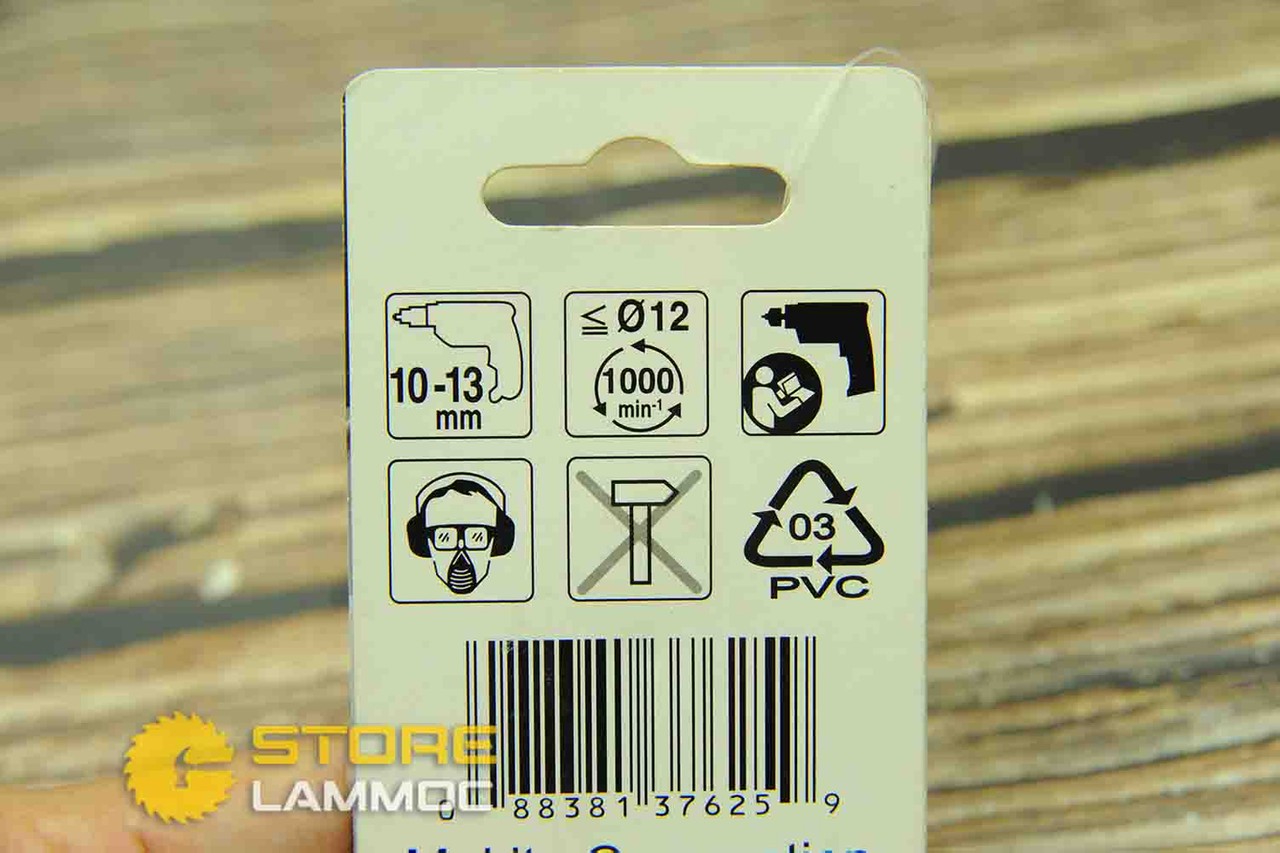 10-13
mm
≦ Ø12
1000
min-1
03
PVC
STORE
LAMMOC
0 88381 37625 9